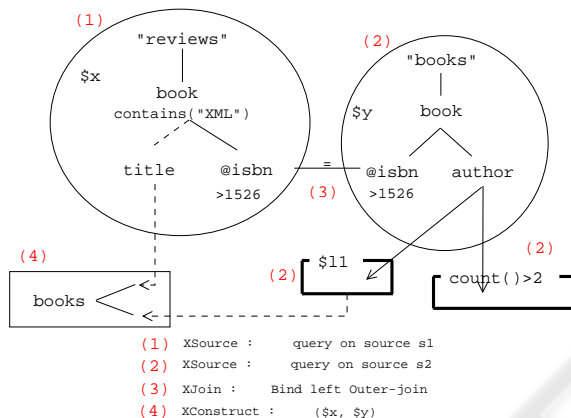 (1)
"reviews"
(2)
$x
"books"
book
contains("XML")
$y
book
title
@isbn
=
@isbn
author
>1526
(3)
>1526
(4)
(2)
$l1
(2)
count()>2
books
(1) XSource : query on source s1
(2) XSource : query on source s2
(3) XJoin : Bind left Outer-join
(4) XConstruct : ($x, $y)